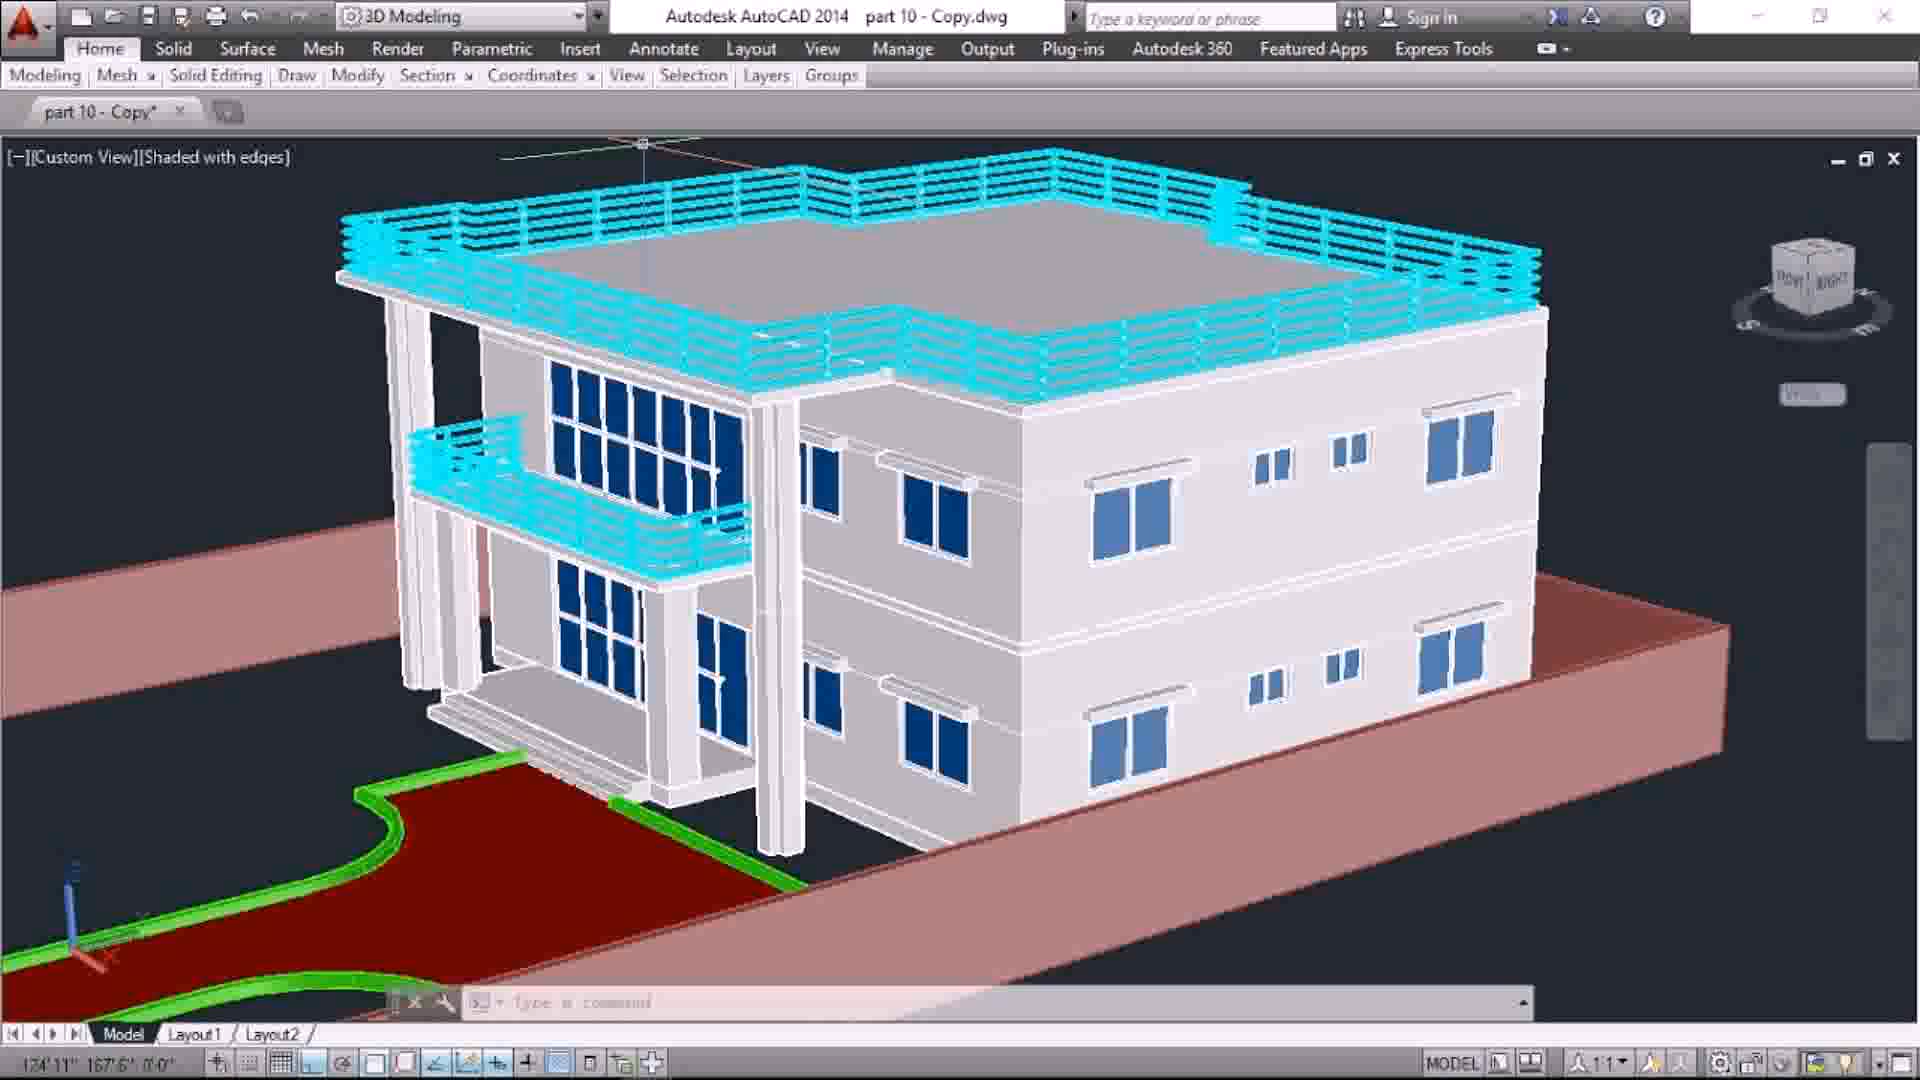 3D Modeling
Autodesk AutoCAD 2014 part 10 - Copy.dwg
Type a keyword or phrase
Sign In
Home Solid Surface Mesh Render Parametric Insert Annotate Layout View Manage Output Plug-ins Autodesk 360 Featured Apps Express Tools
Modeling Mesh Solid Editing Draw Modify Section Coordinates View Selection Layers Groups
part 10 - Copy*
[−][Custom View][Shaded with edges]
RIGHT
S E
X
Type a command
Model Layout1 Layout2
MODEL 1:1